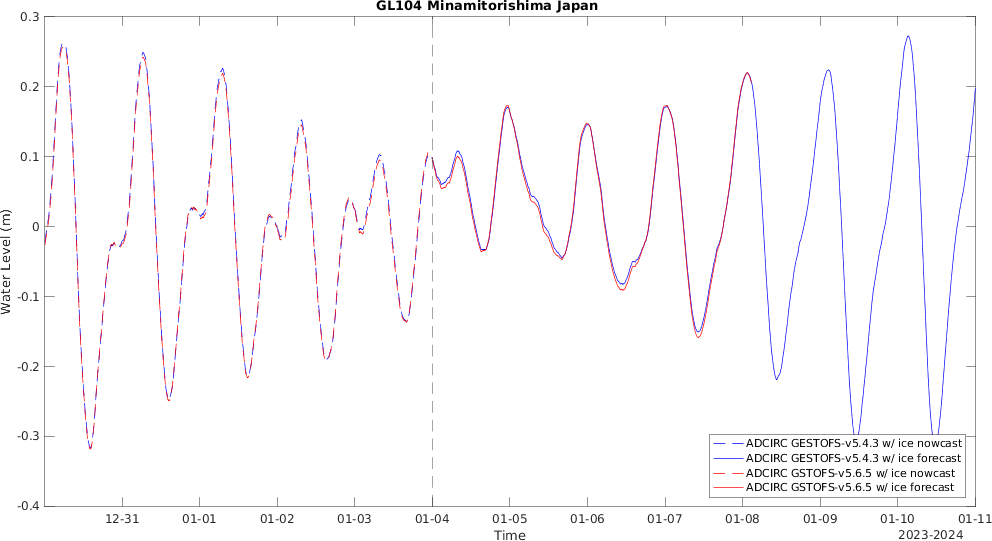 GL104 Minamitorishima Japan
0.3
0.2
0.1
0
-0.1
-0.2
-0.3
-0.4
Water Level (m)
ADCIRC GESTOFS-v5.4.3 w/ ice nowcast
ADCIRC GESTOFS-v5.4.3 w/ ice forecast
ADCIRC GSTOFS-v5.6.5 w/ ice nowcast
ADCIRC GSTOFS-v5.6.5 w/ ice forecast
12-31 01-01 01-02 01-03 01-04 01-05 01-06 01-07 01-08 01-09 01-10 01-11
Time
2023-2024